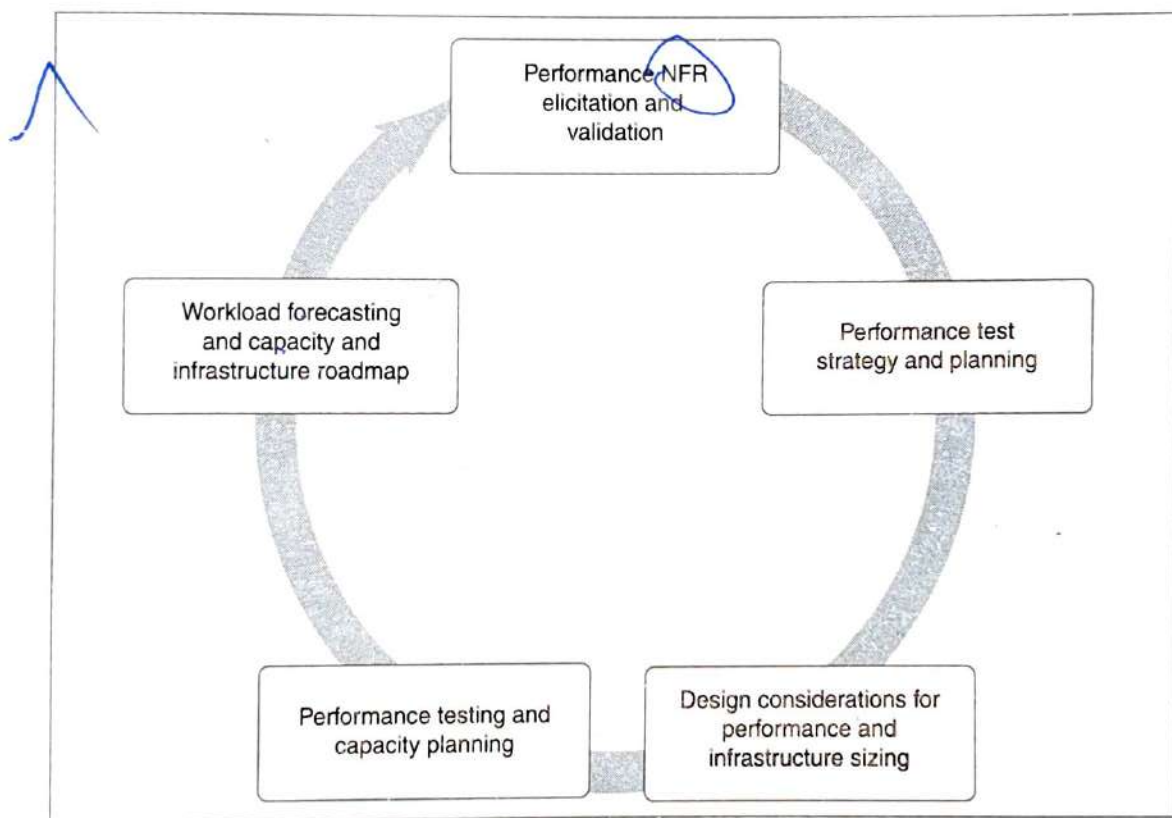 Performance NFR
elicitation and
validation
Performance test
strategy and planning
Design considerations for
performance and
infrastructure sizing
Performance testing and
capacity planning
Workload forecasting
and capacity and
infrastructure roadmap